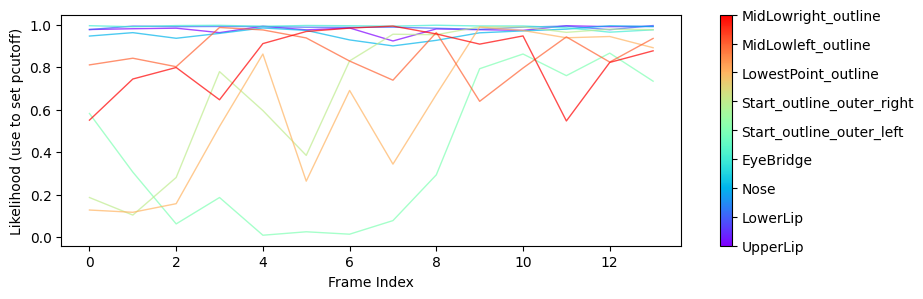 Likelihood (use to set pcutoff)
1.0
0.8
0.6
0.4
0.2
0.0
0 2 4 6 8 10 12
Frame Index
MidLowright_outline
MidLowleft_outline
LowestPoint_outline
Start_outline_outer_right
Start_outline_outer_left
EyeBridge
Nose
LowerLip
UpperLip